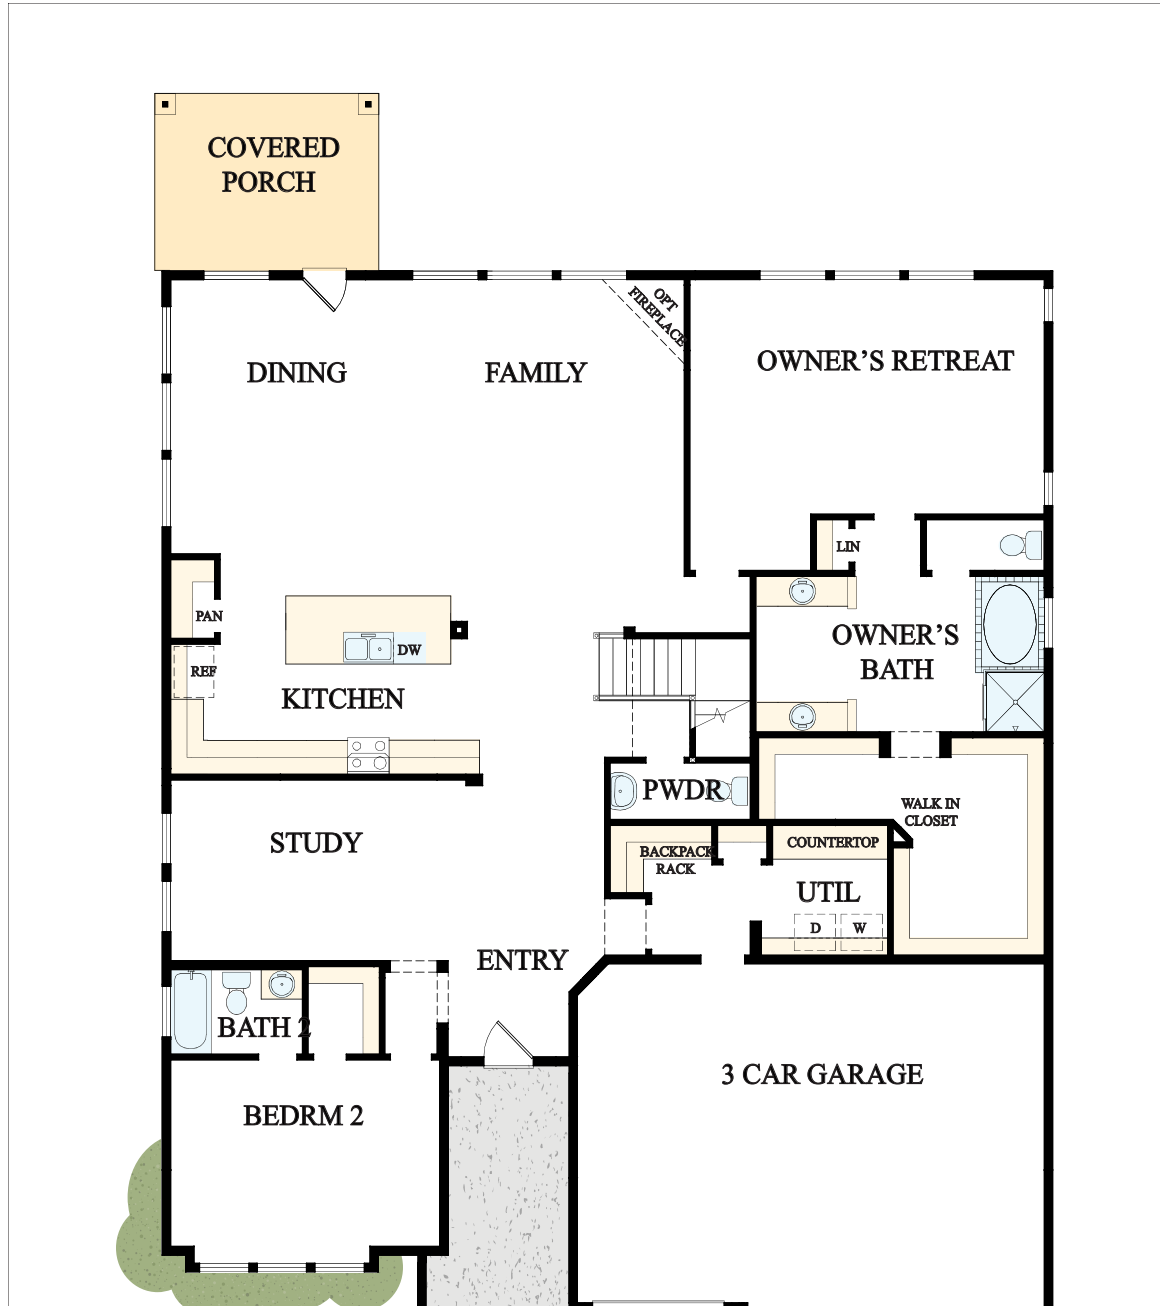 COVERED
PORCH
OPT
FIREPLACE
DINING
FAMILY
OWNER’S RETREAT
LIN
PAN
DW
OWNER’S
BATH
REF
KITCHEN
PWDR
WALK IN
CLOSET
STUDY
BACKPACK
RACK
COUNTERTOP
UTIL
D
W
ENTRY
BATH 2
3 CAR GARAGE
BEDRM 2